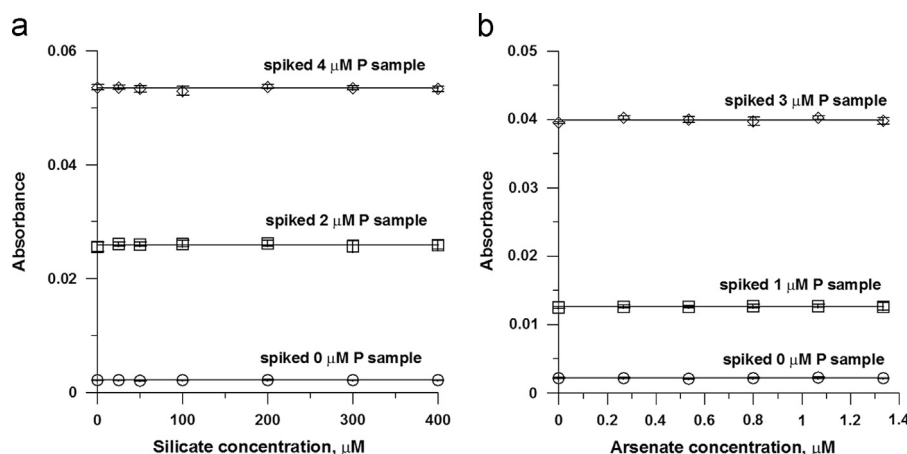 a
0.06
spiked 4 μM P sample
0.04
Absorbance
spiked 2 μM P sample
0.02
spiked 0 μM P sample
0
0 100 200 300 400
Silicate concentration, μM
b
0.05
spiked 3 μM P sample
0.04
0.03
Absorbance
0.02
spiked 1 μM P sample
0.01
spiked 0 μM P sample
0
0 0.2 0.4 0.6 0.8 1 1.2 1.4
Arsenate concentration, μM